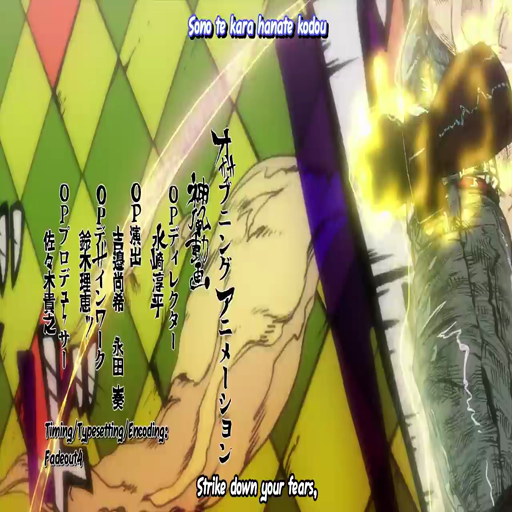 Sono te kara hanate kodou
オープニングアニメーション
神風動画
OPディレクター
水崎淳平
OP演出
吉邉尚希 永田奏
OPデザインワーク
鈴木理恵ッ
OPプロデューサー
佐々木貴之
Timing/Typesetting/Encoding:
Fadeout4
Strike down your fears,